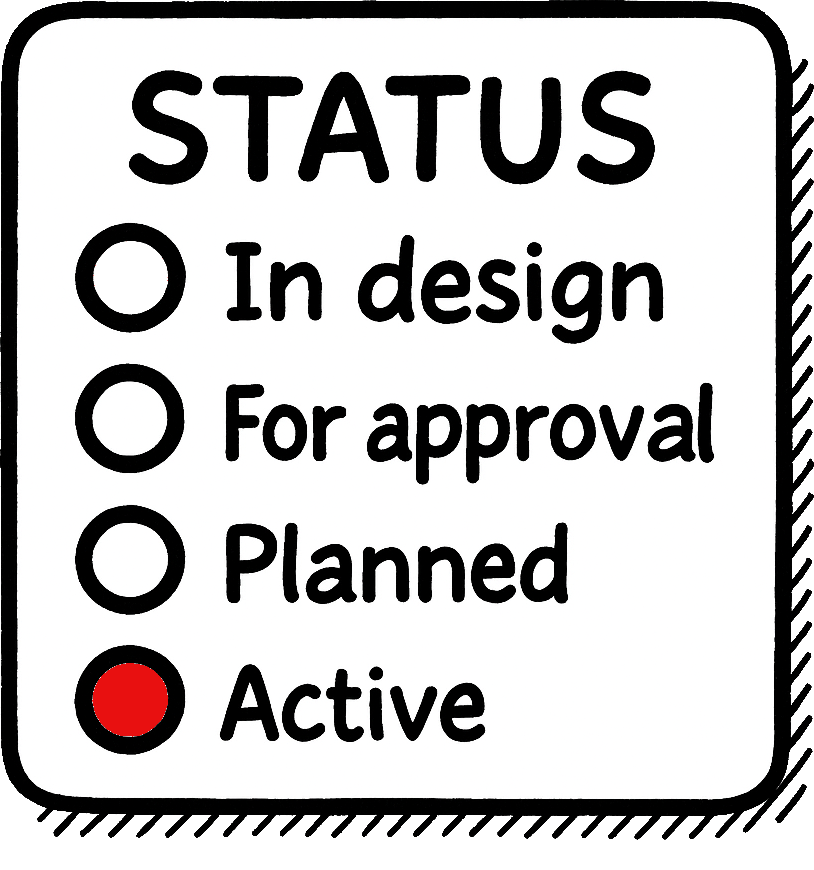 STATUS
In design
For approval
Planned
Active